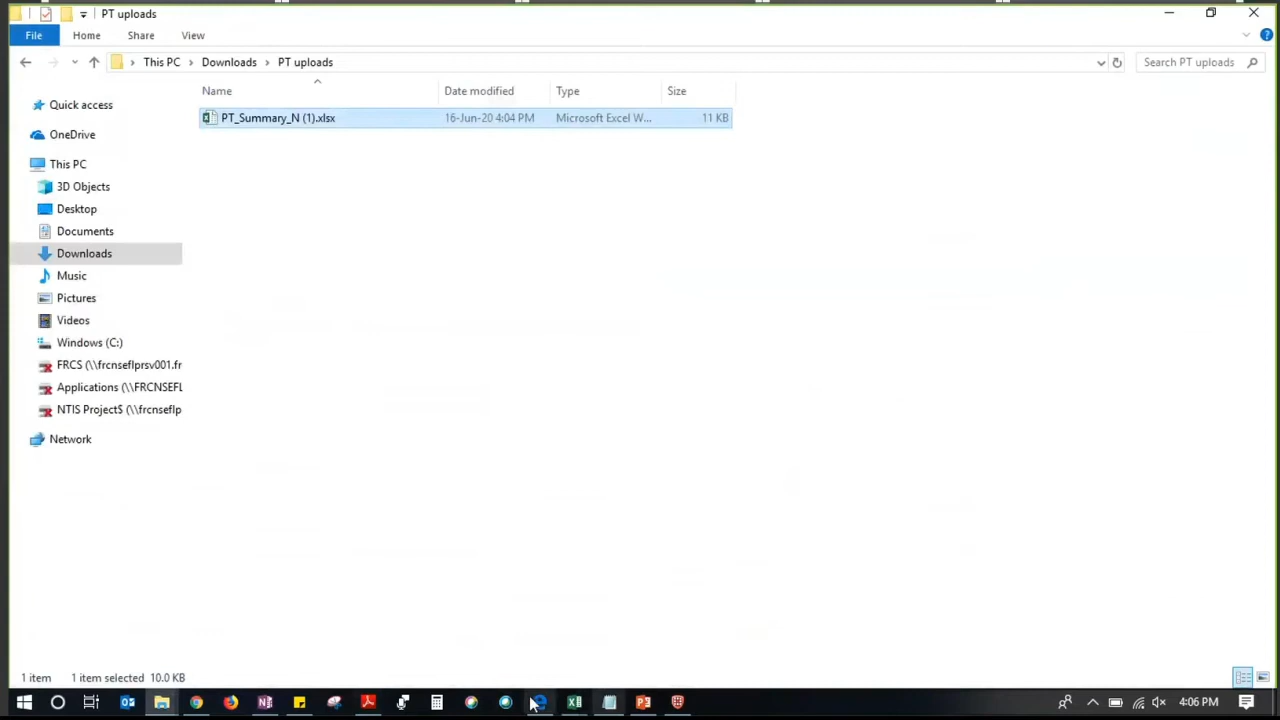 PT uploads
File Home Share View
This PC Downloads PT uploads Search PT uploads
Name Date modified Type Size
PT_Summary_N (1).xlsx 16-Jun-20 4:04 PM Microsoft Excel W... 11 KB
Quick access
OneDrive
This PC
3D Objects
Desktop
Documents
Downloads
Music
Pictures
Videos
Windows (C:)
FRCS (\\frcnseflprsv001.fr
Applications (\\FRCNSEFL
NTIS Project$ (\\frcnseflp
Network
1 item 1 item selected 10.0 KB
4:06 PM